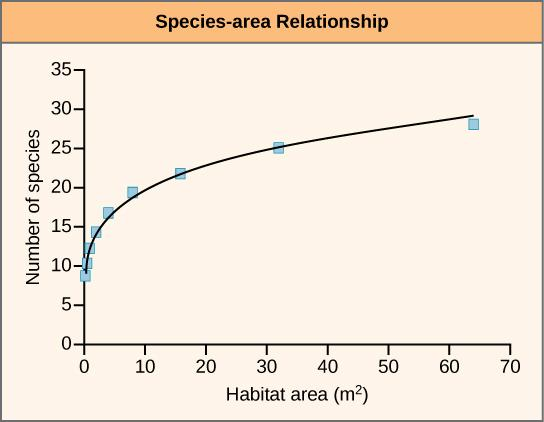 Species-area Relationship
Number of species
35
30
25
20
15
10
5
0
0 10 20 30 40 50 60 70
Habitat area (m²)